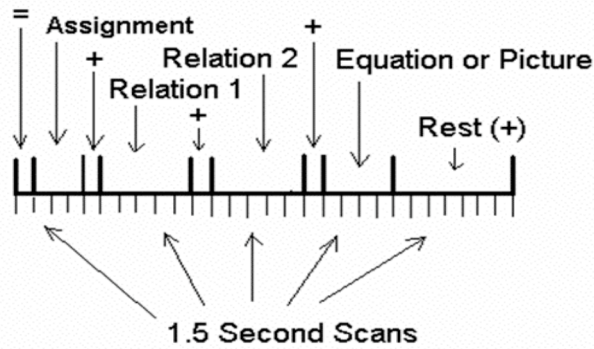 =
Assignment
+
Relation 1
+
Relation 2
+
Equation or Picture
Rest (+)
1.5 Second Scans